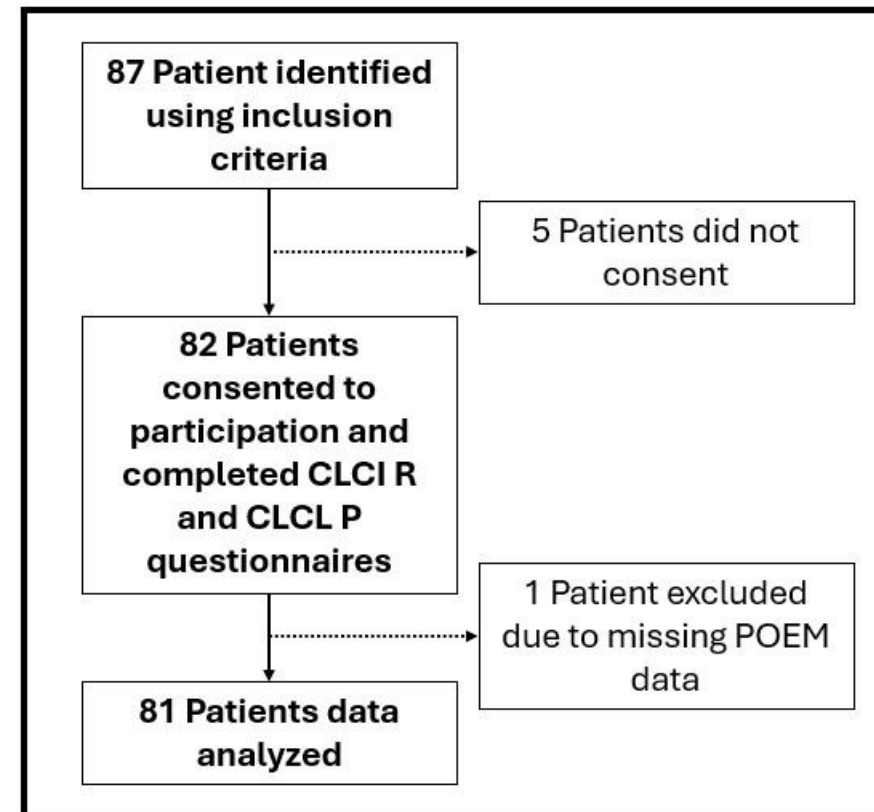 87 Patient identified
using inclusion
criteria
5 Patients did not
consent
82 Patients
consented to
participation and
completed CLCI R
and CLCL P
questionnaires
1 Patient excluded
due to missing POEM
data
81 Patients data
analyzed